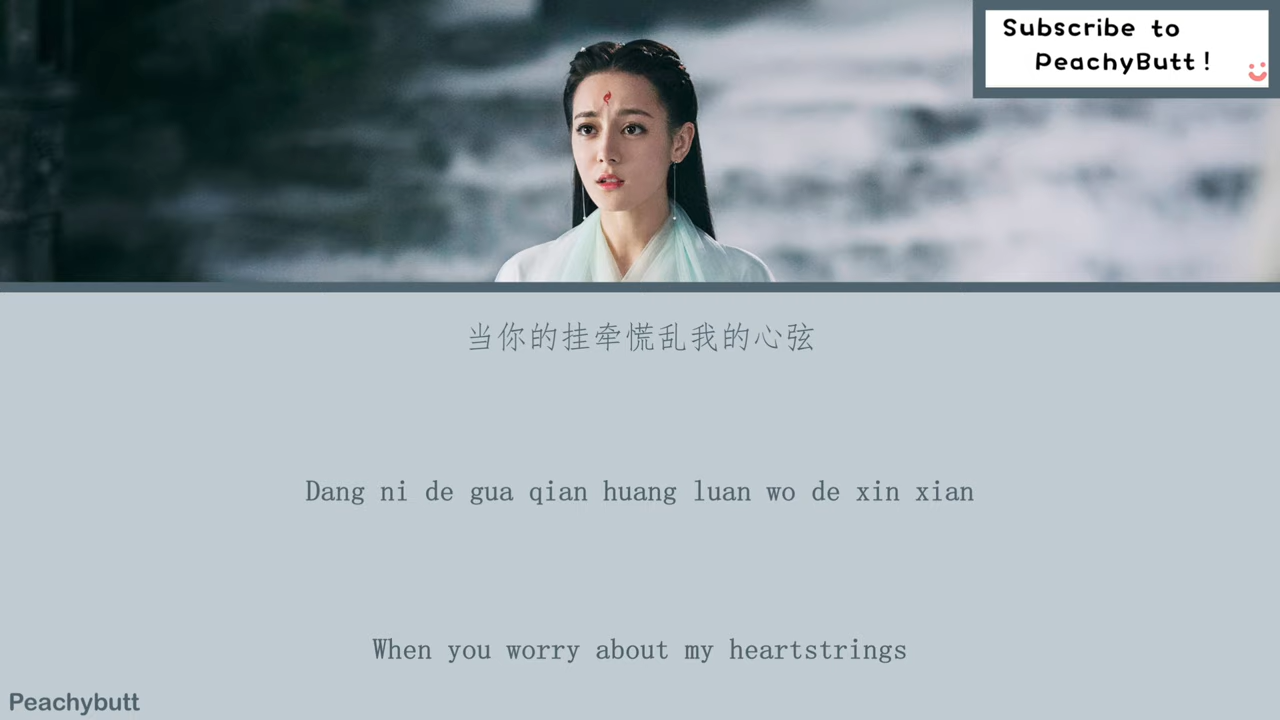 Subscribe to
PeachyButt!
当你的挂牵慌乱我的心弦
Dang ni de gua qian huang luan wo de xin xian
When you worry about my heartstrings
Peachybutt